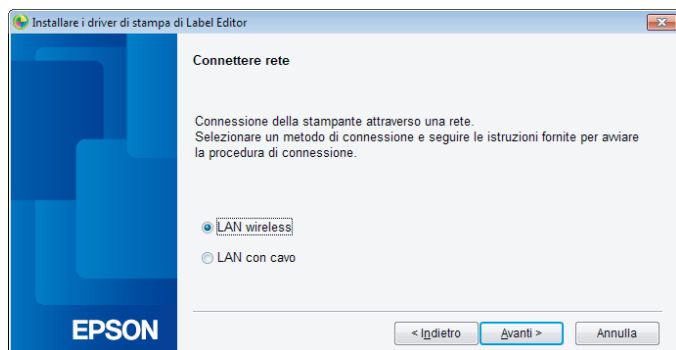 Installare i driver di stampa di Label Editor
Connettere rete
Connessione della stampante attraverso una rete.
Selezionare un metodo di connessione e seguire le istruzioni fornite per avviare
la procedura di connessione.
LAN wireless
LAN con cavo
EPSON
< Indietro
Avanti >
Annulla